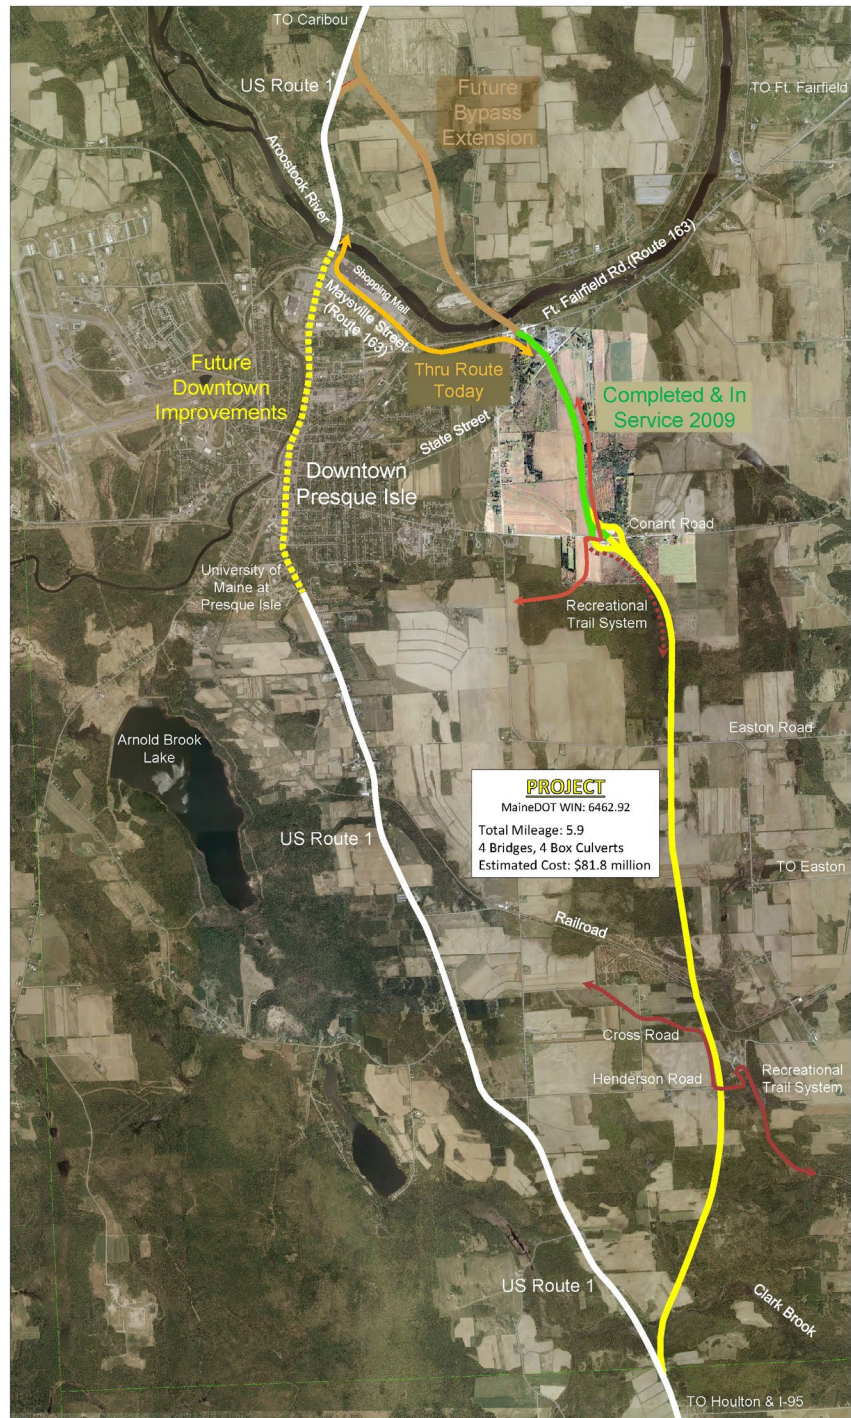 TO Caribou
US Route 1
Future
Bypass
Extension
TO Ft. Fairfield
Aroostook River
Ft. Fairfield Rd.(Route 163)
Shopping Mall
Maysville Street
(Route 163)
Future
Downtown
Improvements
Thru Route
Today
Completed & In
Service 2009
State Street
Downtown
Presque Isle
Conant Road
University of
Maine at
Presque Isle
Recreational
Trail System
Easton Road
Arnold Brook
Lake
PROJECT
MaineDOT WIN: 6462.92
Total Mileage: 5.9
4 Bridges, 4 Box Culverts
Estimated Cost: $81.8 million
US Route 1
TO Easton
Railroad
Cross Road
Henderson Road
Recreational
Trail System
US Route 1
Clark Brook
TO Houlton & I-95